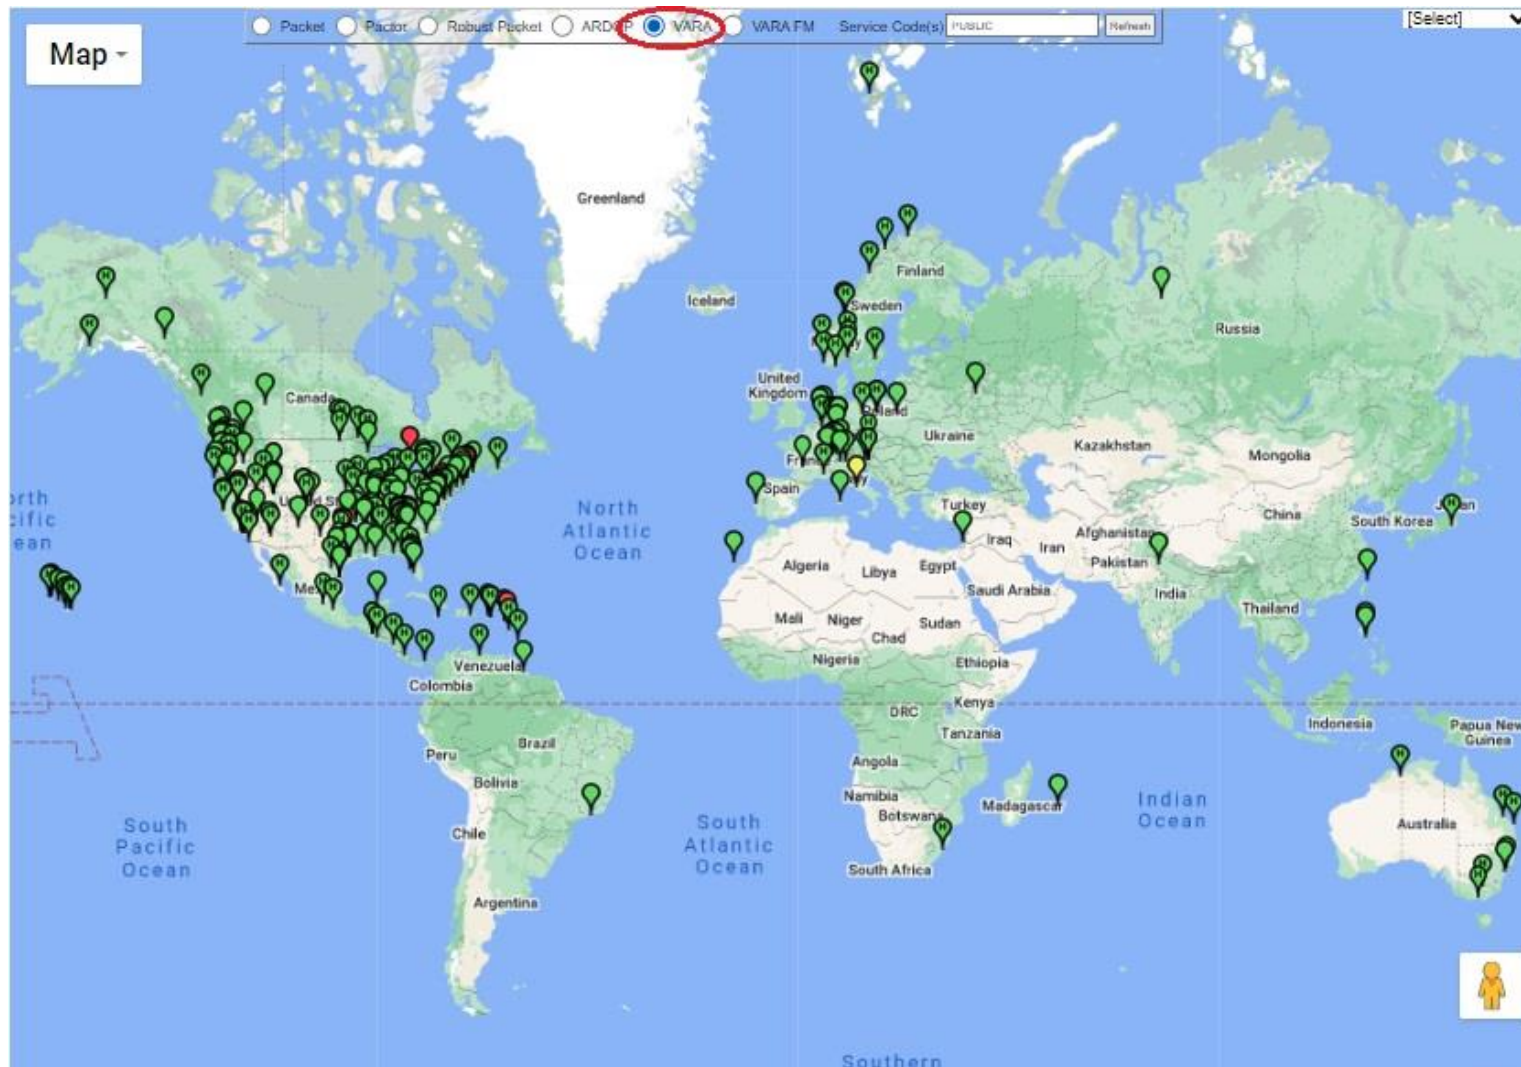 Map
Packet Pactor Robust Packet ARDOP VARA VARA FM Service Code(s) PUBLIC Refresh
[Select]
Greenland
Iceland
Finland
Sweden
Russia
United
Kingdom
Canada
Poland
Ukraine
Kazakhstan
Mongolia
Spain
Turkey
China
South Korea
Japan
North
Atlantic
Ocean
Iraq
Iran
Afghanistan
Pakistan
Algeria
Libya
Egypt
Saudi Arabia
India
Thailand
Mali
Niger
Chad
Sudan
Nigeria
Ethiopia
Venezuela
Colombia
DRC
Kenya
Tanzania
Indonesia
Papua New
Guinea
Peru
Brazil
Bolivia
Angola
Namibia
Botswana
Madagascar
Indian
Ocean
Australia
South
Pacific
Ocean
Chile
South
Atlantic
Ocean
South Africa
Argentina
Southern